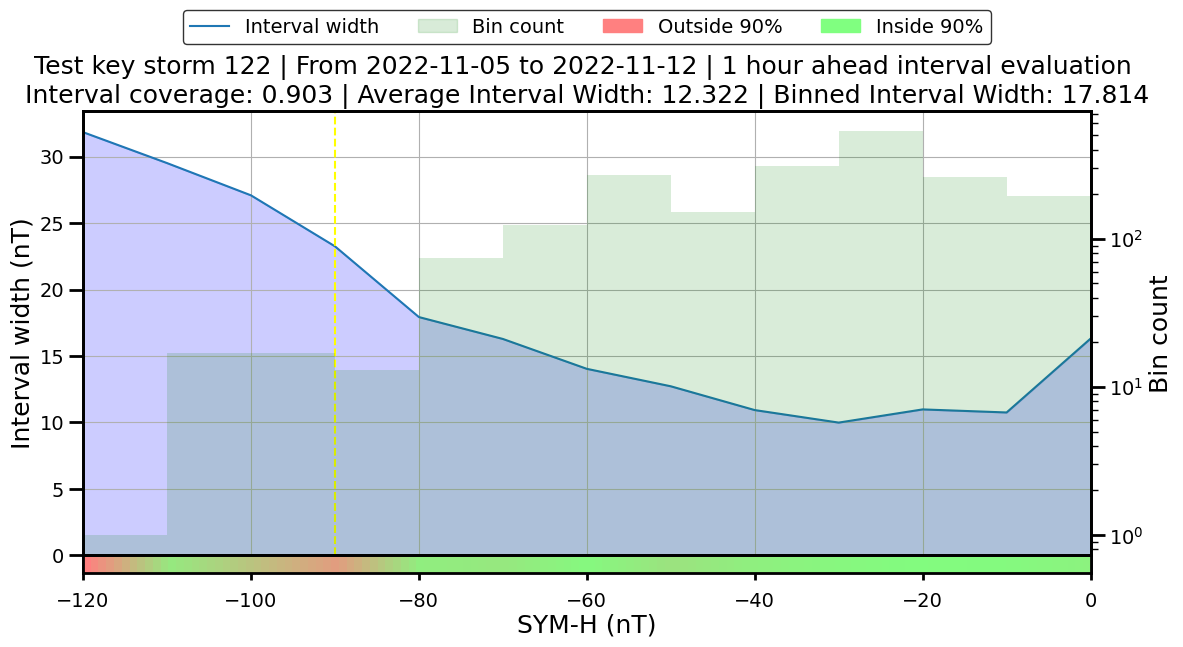 Interval width Bin count Outside 90% Inside 90%
Test key storm 122 | From 2022-11-05 to 2022-11-12 | 1 hour ahead interval evaluation
Interval coverage: 0.903 | Average Interval Width: 12.322 | Binned Interval Width: 17.814
Interval width (nT)
30
25
20
15
10
5
0
Bin count
10²
10¹
10⁰
−120 −100 −80 −60 −40 −20 0
SYM-H (nT)